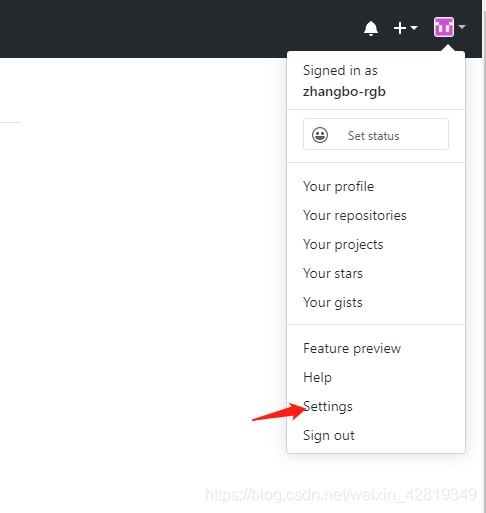 Signed in as
zhangbo-rgb
Set status
Your profile
Your repositories
Your projects
Your stars
Your gists
Feature preview
Help
Settings
Sign out
https://blog.csdn.net/weixin_42819349